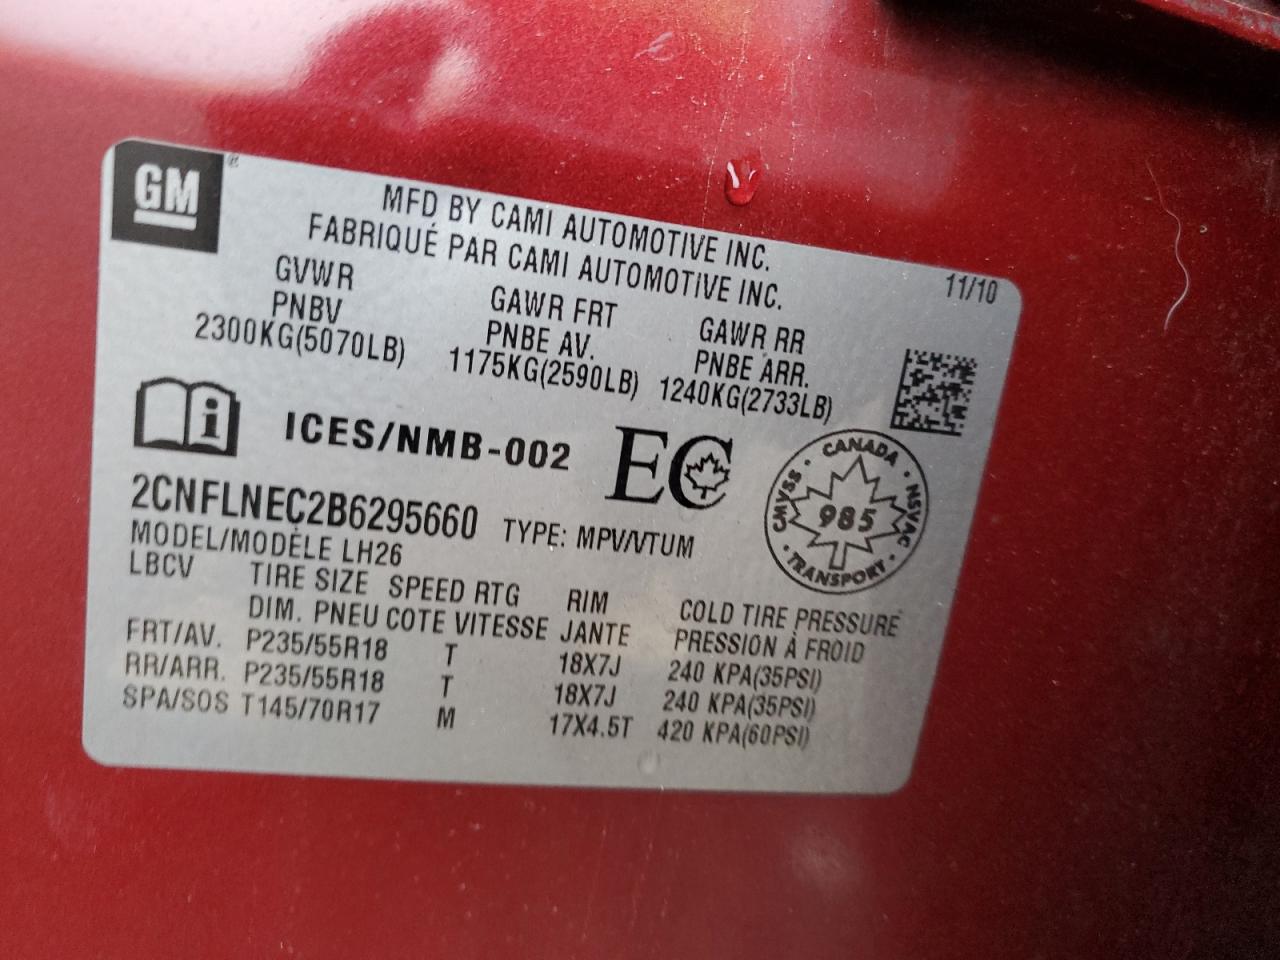 GM
MFD BY CAMI AUTOMOTIVE INC.
FABRIQUÉ PAR CAMI AUTOMOTIVE INC.
11/10
GVWR GAWR FRT GAWR RR
PNBV PNBE AV. PNBE ARR.
2300KG(5070LB) 1175KG(2590LB) 1240KG(2733LB)
i ICES/NMB-002 EC
CANADA
CMVSS 985 NSVAC
TRANSPORT
2CNFLNEC2B6295660 TYPE: MPV/VTUM
MODEL/MODÈLE LH26
LBCV TIRE SIZE SPEED RTG RIM COLD TIRE PRESSURE
DIM. PNEU COTE VITESSE JANTE PRESSION À FROID
FRT/AV. P235/55R18 T 18X7J 240 KPA(35PSI)
RR/ARR. P235/55R18 T 18X7J 240 KPA(35PSI)
SPA/SOS T145/70R17 M 17X4.5T 420 KPA(60PSI)